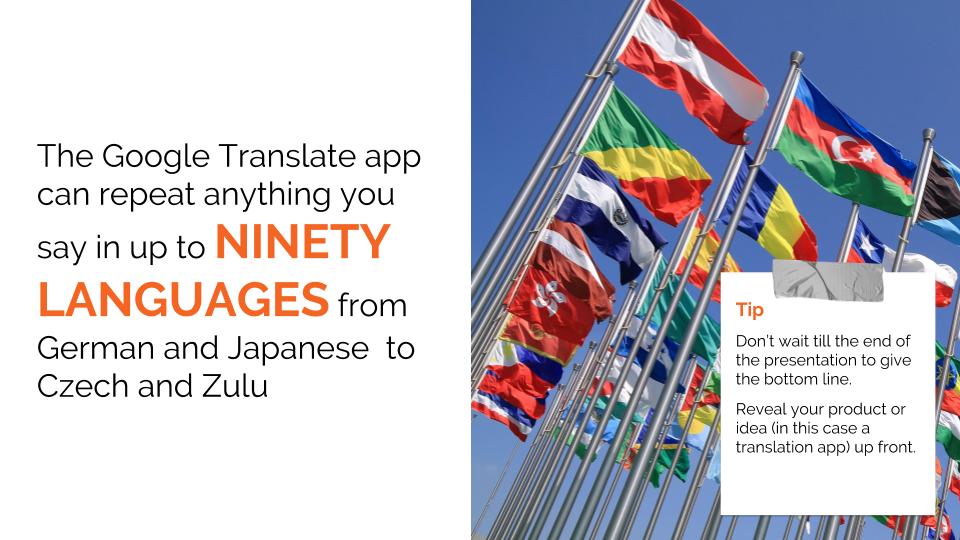 The Google Translate app
can repeat anything you
say in up to NINETY
LANGUAGES from
German and Japanese  to
Czech and Zulu
Tip
Don't wait till the end of
the presentation to give
the bottom line.
Reveal your product or
idea (in this case a
translation app) up front.